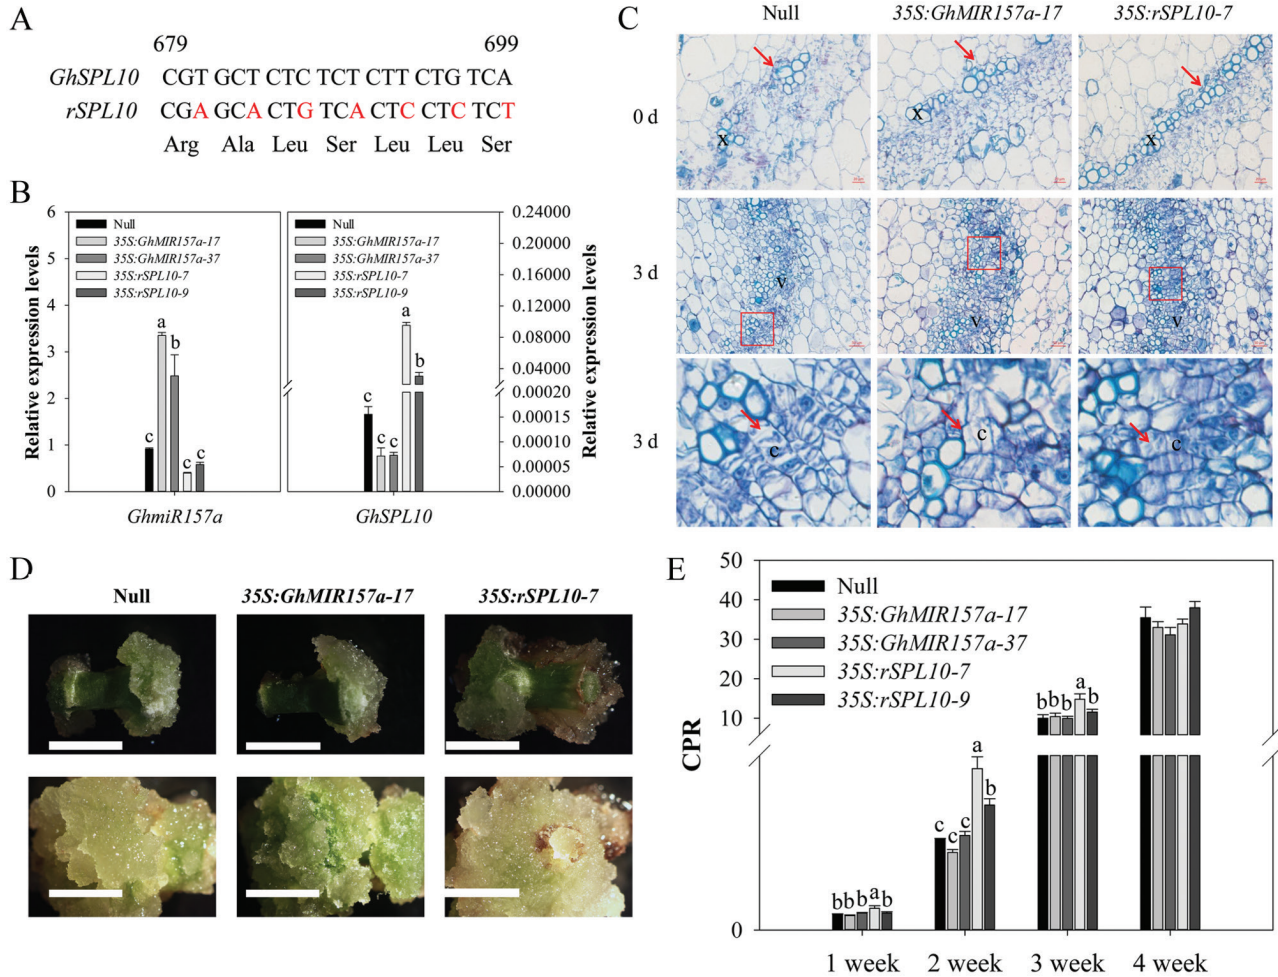 A
679 699
GhSPL10 CGT GCT CTC TCT CTT CTG TCA
rSPL10 CGA GCA CTG TCA CTC CTC TCT
Arg Ala Leu Ser Leu Leu Ser
B
Relative expression levels
6
5
4
3
2
1
0
Null
35S:GhMIR157a-17
35S:GhMIR157a-37
35S:rSPL10-7
35S:rSPL10-9
c a b c c
GhmiR157a
Null
35S:GhMIR157a-17
35S:GhMIR157a-37
35S:rSPL10-7
35S:rSPL10-9
c c c a b
GhSPL10
0.24000
0.20000
0.16000
0.12000
0.08000
0.04000
0.00020
0.00015
0.00010
0.00005
0.00000
Relative expression levels
C
Null 35S:GhMIR157a-17 35S:rSPL10-7
0 d
x x x
3 d
v v v
3 d
c c c
D
Null 35S:GhMIR157a-17 35S:rSPL10-7
E
CPR
50
40
30
20
10
0
Null
35S:GhMIR157a-17
35S:GhMIR157a-37
35S:rSPL10-7
35S:rSPL10-9
b b b a b
c c c a b
b b b a b
1 week 2 week 3 week 4 week